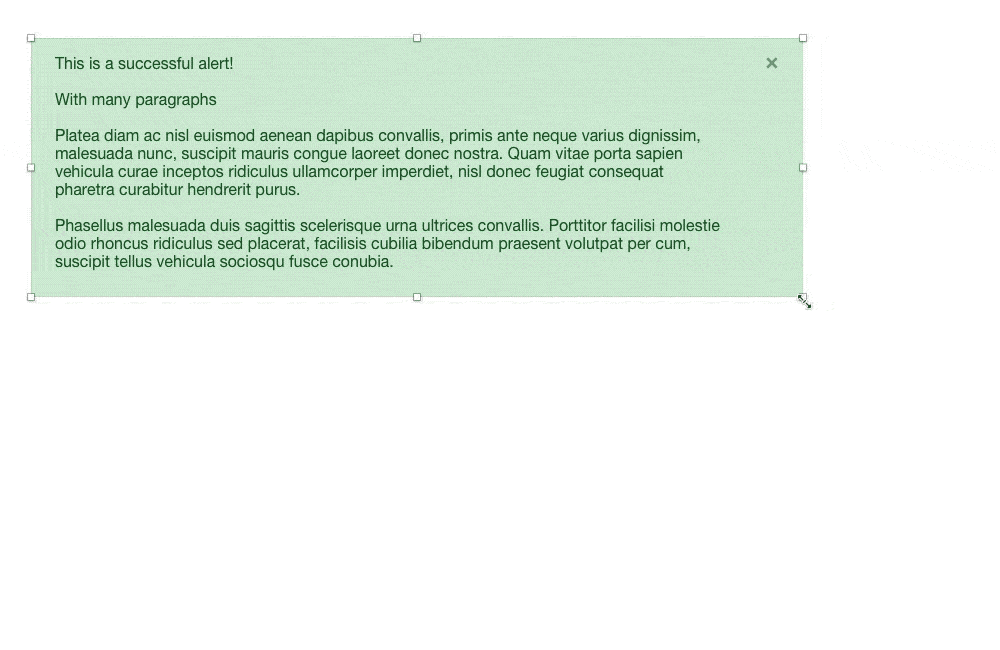 This is a successful alert!
With many paragraphs
Platea diam ac nisl euismod aenean dapibus convallis, primis ante neque varius dignissim,
malesuada nunc, suscipit mauris congue laoreet donec nostra. Quam vitae porta sapien
vehicula curae inceptos ridiculus ullamcorper imperdiet, nisl donec feugiat consequat
pharetra curabitur hendrerit purus.
Phasellus malesuada duis sagittis scelerisque urna ultrices convallis. Porttitor facilisi molestie
odio rhoncus ridiculus sed placerat, facilisis cubilia bibendum praesent volutpat per cum,
suscipit tellus vehicula sociosqu fusce conubia.